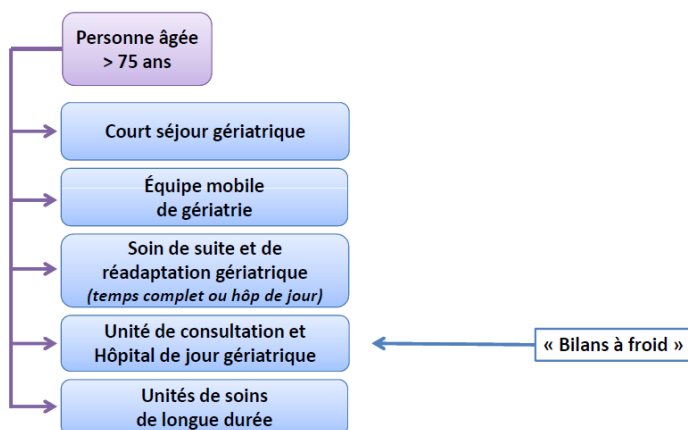 Personne âgée
> 75 ans
Court séjour gériatrique
Équipe mobile
de gériatrie
Soin de suite et de
réadaptation gériatrique
(temps complet ou hôp de jour)
Unité de consultation et
Hôpital de jour gériatrique
« Bilans à froid »
Unités de soins
de longue durée